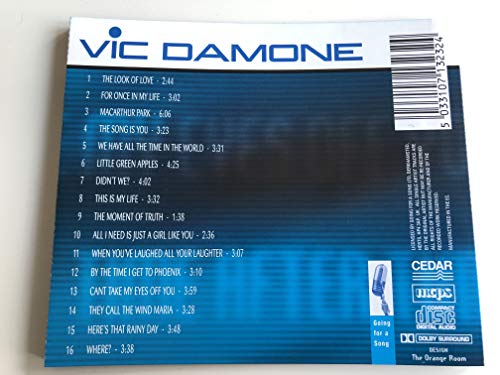 VIC DAMONE
1 THE LOOK OF LOVE · 2:44
2 FOR ONCE IN MY LIFE · 3:02
3 MACARTHUR PARK · 6:06
4 THE SONG IS YOU · 3:23
5 WE HAVE ALL THE TIME IN THE WORLD · 3:31
6 LITTLE GREEN APPLES · 4:25
7 DIDN'T WE? · 4:02
8 THIS IS MY LIFE · 3:32
9 THE MOMENT OF TRUTH · 1:38
10 ALL I NEED IS JUST A GIRL LIKE YOU · 2:36
11 WHEN YOU'VE LAUGHED ALL YOUR LAUGHTER · 3:07
12 BY THE TIME I GET TO PHOENIX · 3:10
13 CANT TAKE MY EYES OFF YOU · 3:59
14 THEY CALL THE WIND MARIA · 3:28
15 HERE'S THAT RAINY DAY · 3:48
16 WHERE? · 3:38
5 033107 132324
Going
for a
Song
CEDAR
mcps
COMPACT
disc
DIGITAL AUDIO
DOLBY SURROUND
DESIGN
The Orange Room